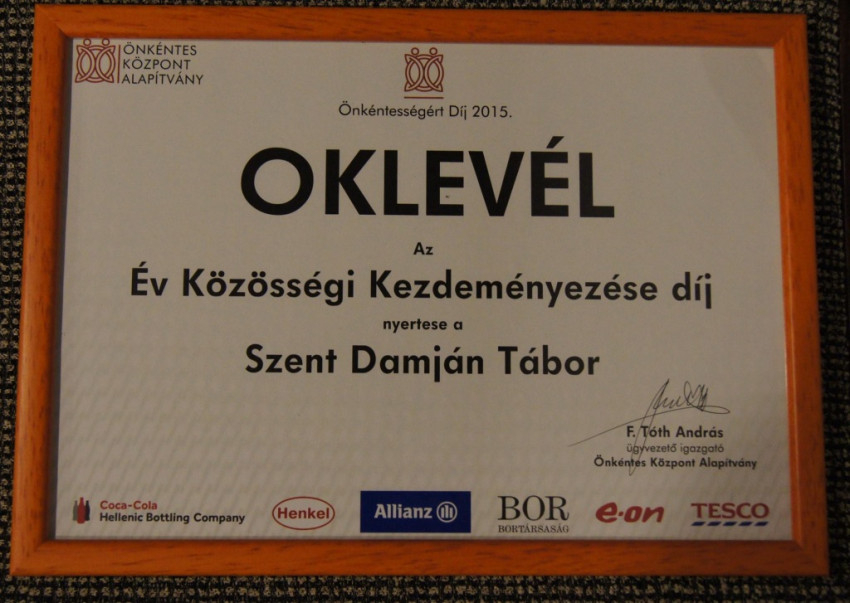 ÖNKÉNTES
KÖZPONT
ALAPÍTVÁNY
Önkéntességért Díj 2015.
OKLEVÉL
Az
Év Közösségi Kezdeményezése díj
nyertese a
Szent Damján Tábor
F. Tóth András
ügyvezető igazgató
Önkéntes Központ Alapítvány
Coca-Cola
Hellenic Bottling Company
Henkel
Allianz
BOR
BORTÁRSASÁG
e·on
TESCO